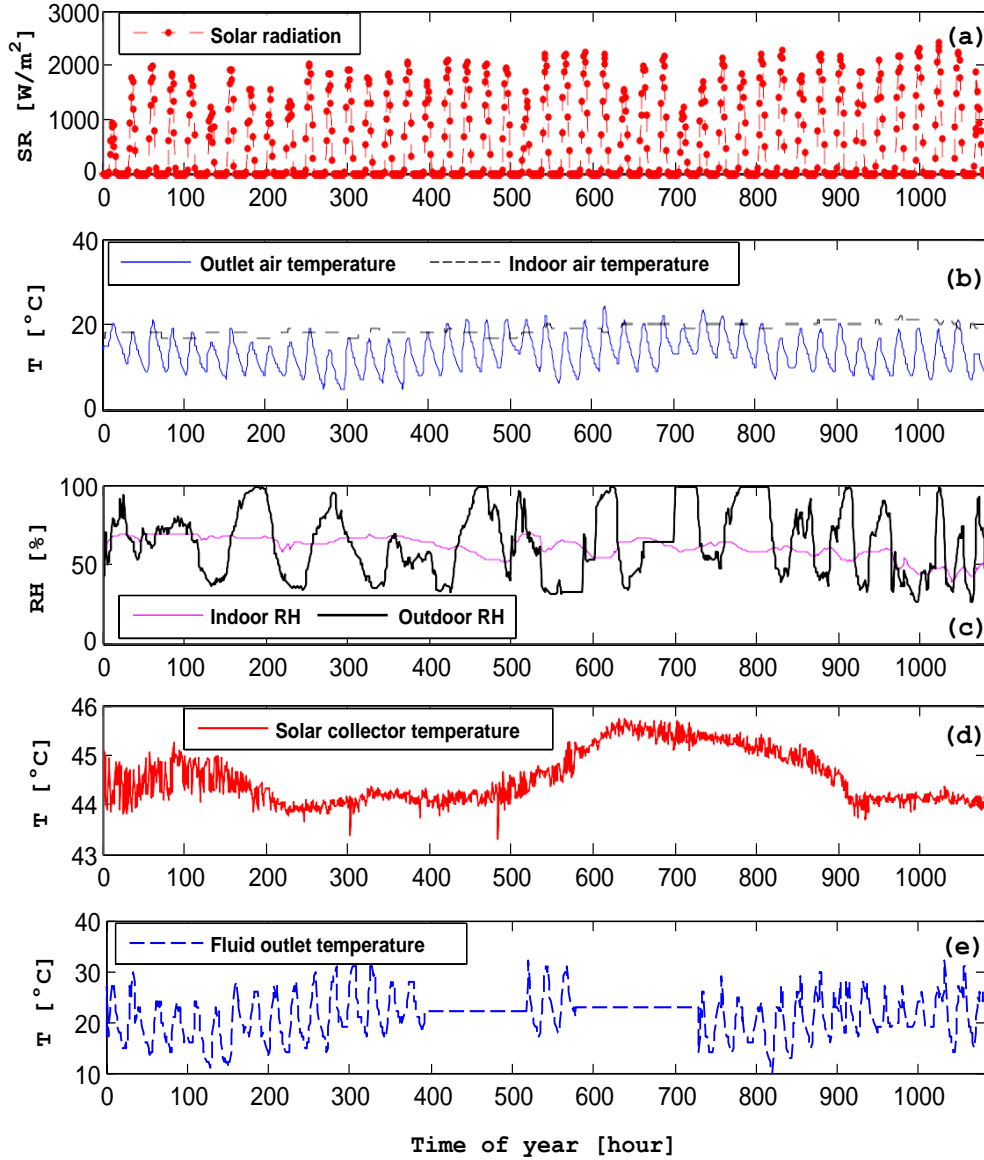 3000
2000
1000
0
SR [W/m²]
Solar radiation
(a)
0 100 200 300 400 500 600 700 800 900 1000
40
20
0
T [°C]
Outlet air temperature Indoor air temperature
(b)
0 100 200 300 400 500 600 700 800 900 1000
100
50
0
RH [%]
Indoor RH Outdoor RH
(c)
0 100 200 300 400 500 600 700 800 900 1000
46
45
44
43
T [°C]
Solar collector temperature
(d)
0 100 200 300 400 500 600 700 800 900 1000
40
30
20
10
T [°C]
Fluid outlet temperature
(e)
0 100 200 300 400 500 600 700 800 900 1000
Time of year [hour]